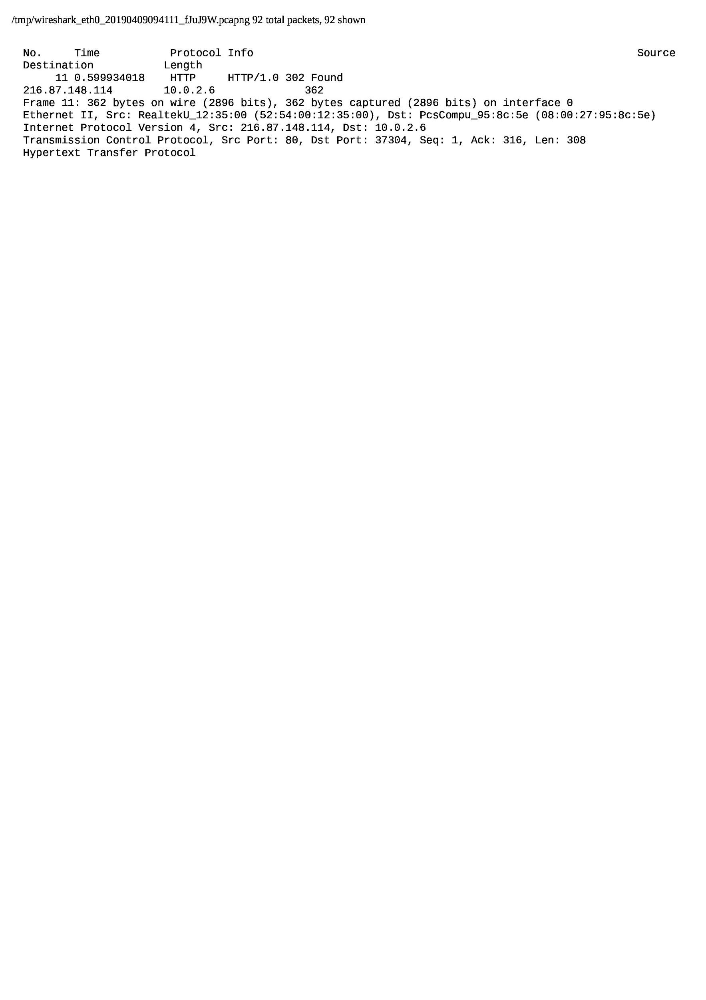 /tmp/wireshark_eth0_20190409094111_fJuJ9W.pcapng 92 total packets, 92 shown
No.     Time           Protocol Info                                                            Source
Destination           Length
     11 0.599934018    HTTP     HTTP/1.0 302 Found
216.87.148.114        10.0.2.6              362
Frame 11: 362 bytes on wire (2896 bits), 362 bytes captured (2896 bits) on interface 0
Ethernet II, Src: RealtekU_12:35:00 (52:54:00:12:35:00), Dst: PcsCompu_95:8c:5e (08:00:27:95:8c:5e)
Internet Protocol Version 4, Src: 216.87.148.114, Dst: 10.0.2.6
Transmission Control Protocol, Src Port: 80, Dst Port: 37304, Seq: 1, Ack: 316, Len: 308
Hypertext Transfer Protocol